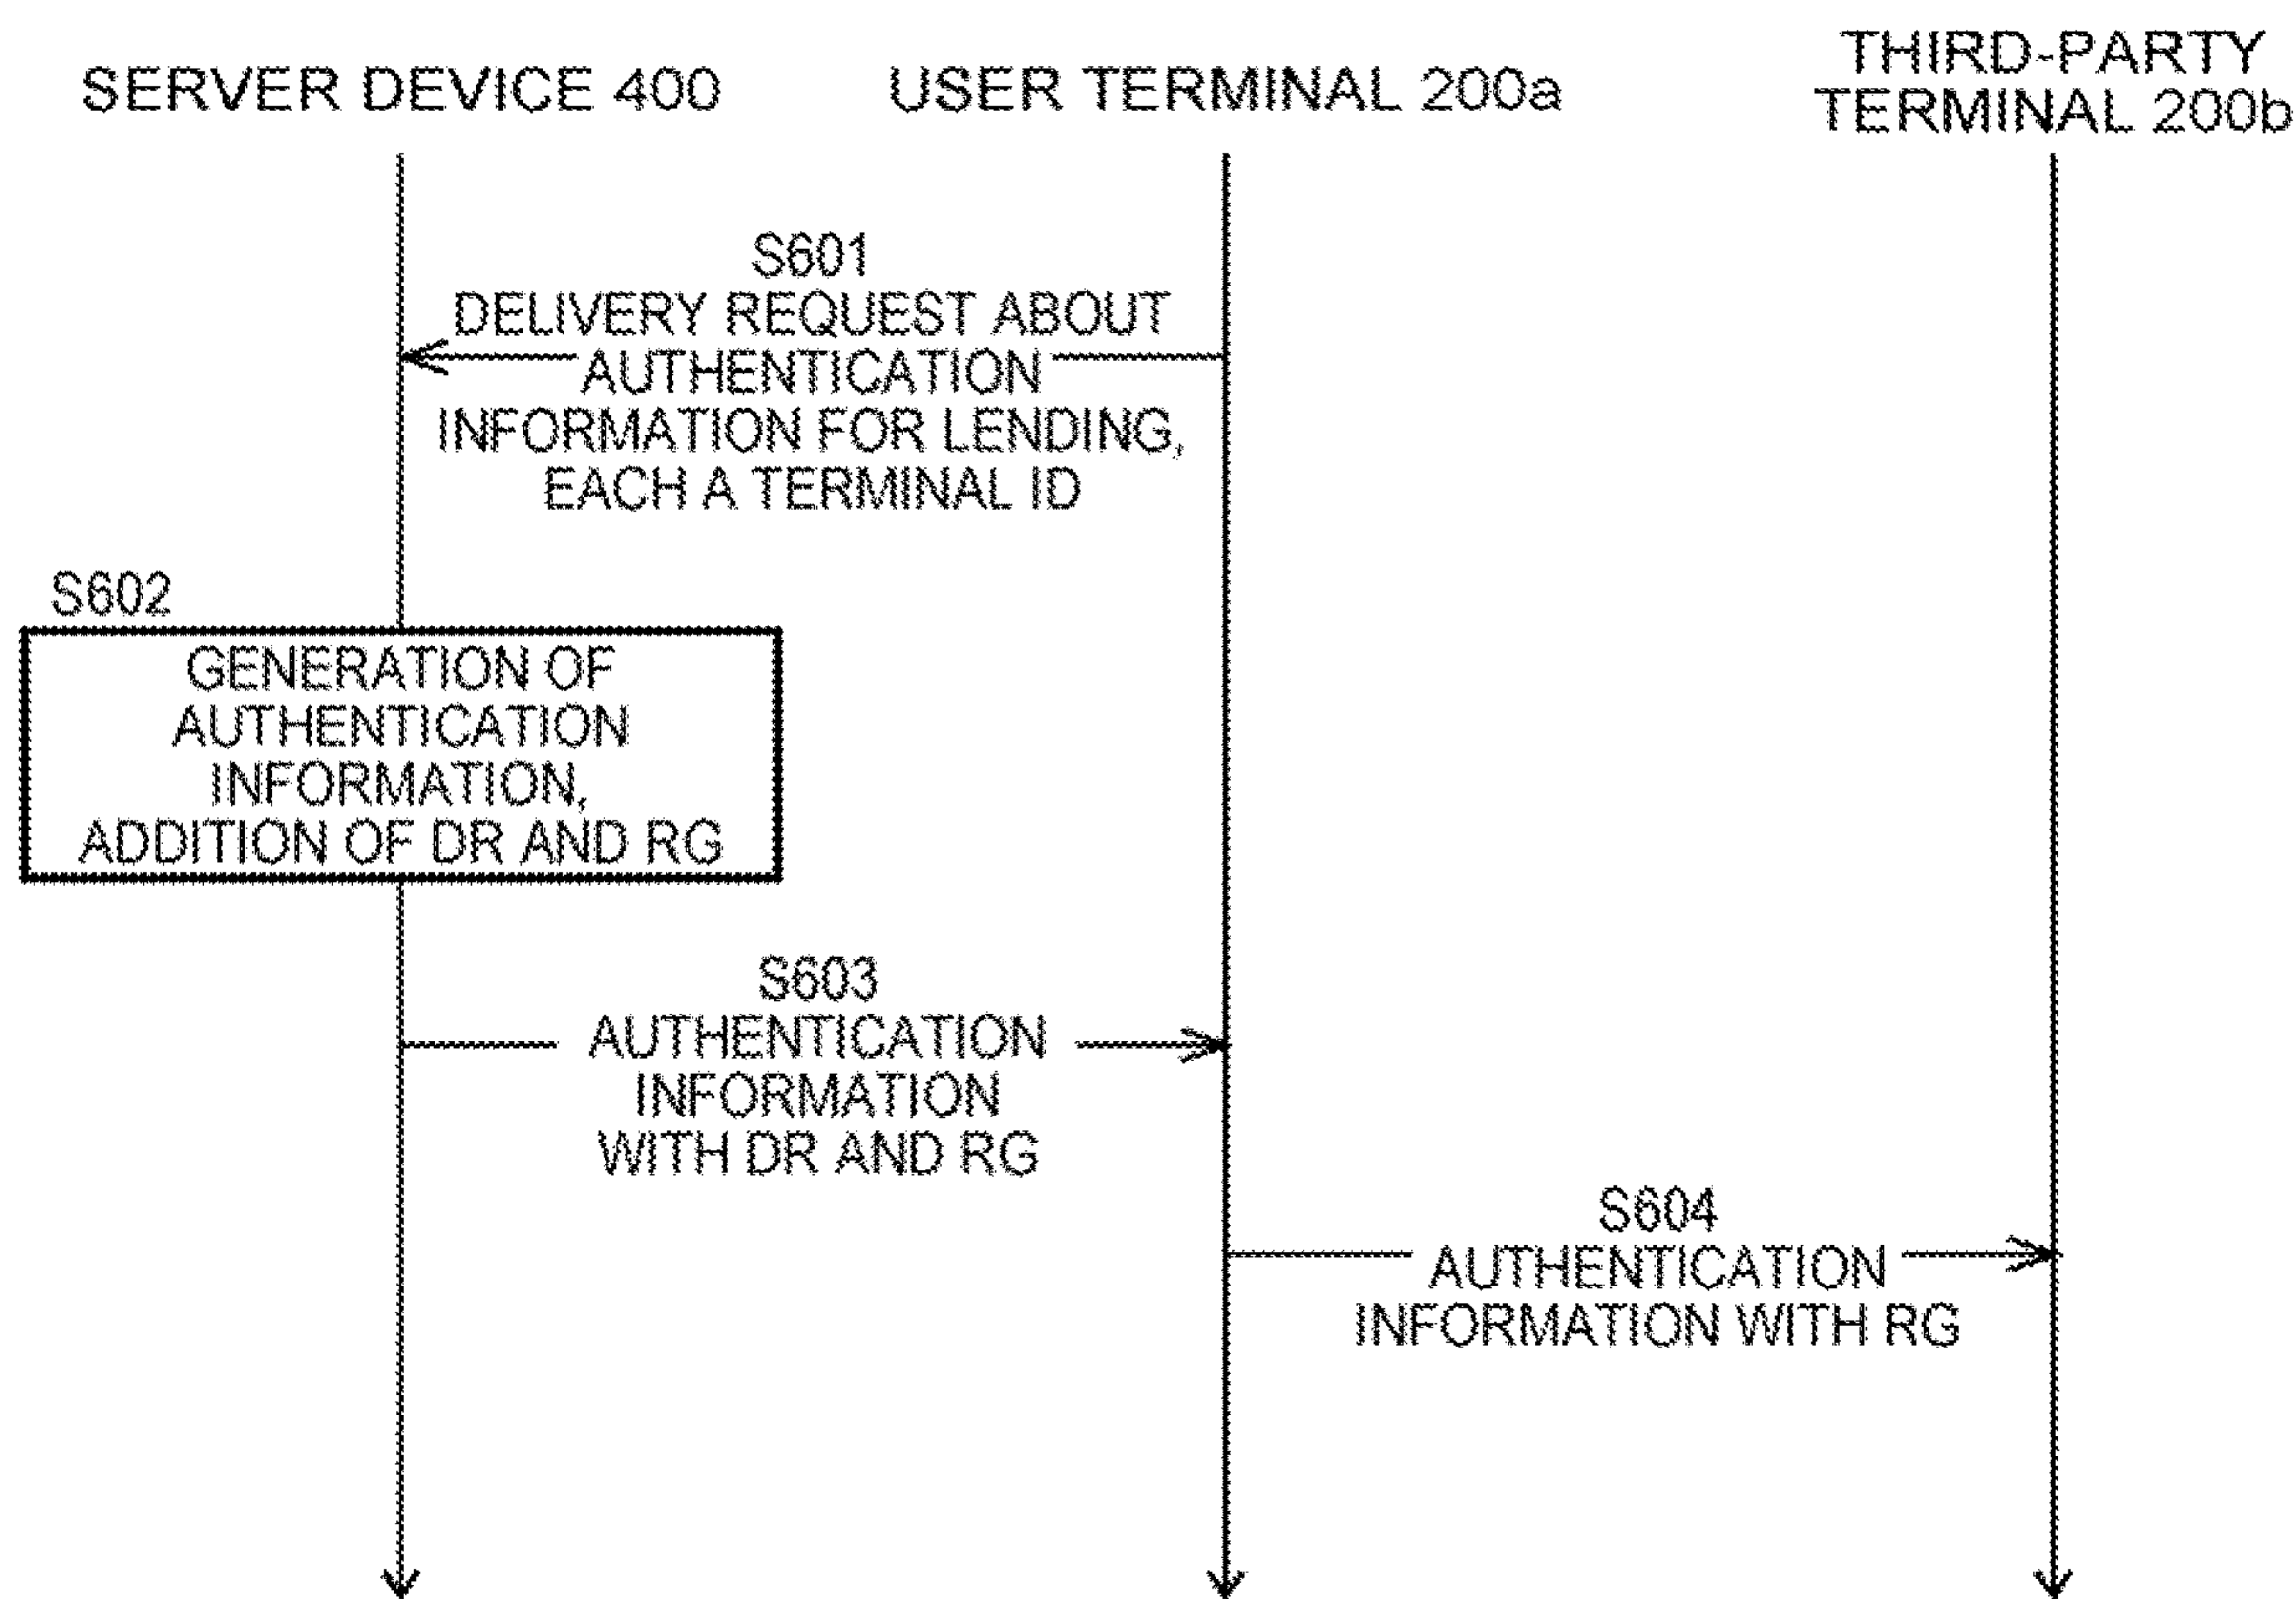 SERVER DEVICE 400
USER TERMINAL 200a
THIRD-PARTY
TERMINAL 200b
S601
DELIVERY REQUEST ABOUT
AUTHENTICATION
INFORMATION FOR LENDING,
EACH A TERMINAL ID
S602
GENERATION OF
AUTHENTICATION
INFORMATION,
ADDITION OF DR AND RG
S603
AUTHENTICATION
INFORMATION
WITH DR AND RG
S604
AUTHENTICATION
INFORMATION WITH RG